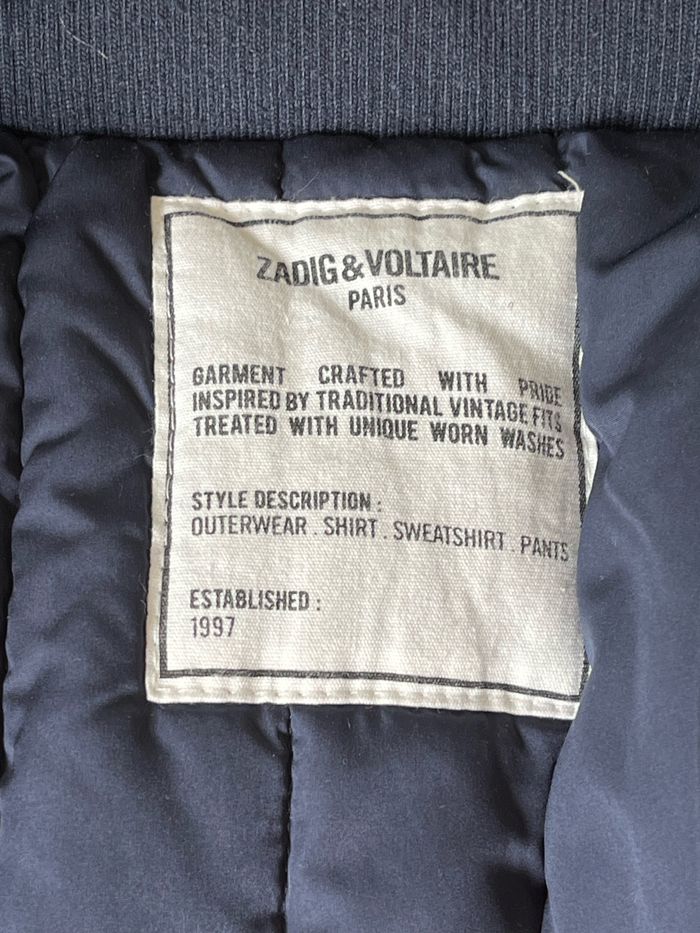 ZADIG&VOLTAIRE
PARIS
GARMENT CRAFTED WITH PRIDE
INSPIRED BY TRADITIONAL VINTAGE FITS
TREATED WITH UNIQUE WORN WASHES
STYLE DESCRIPTION :
OUTERWEAR . SHIRT . SWEATSHIRT . PANTS
ESTABLISHED :
1997